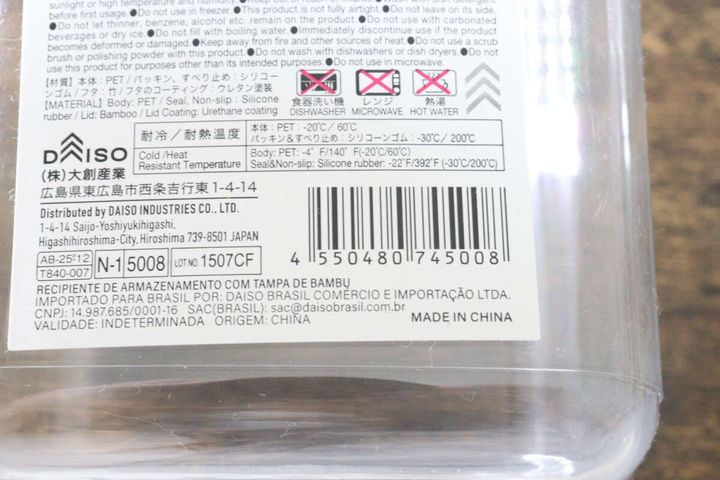 sunlight or high temperature and humidity. ●Keep out of reach of
before first usage. ●Do not use in freezer ●This product is not fully airtight. ●Do not leave on its side.
●Do not let thinner, benzene, alcohol etc. remain on the product. ●Do not use with carbonated
beverages or dry ice. ●Do not fill with boiling water. ●Immediately discontinue use if the product
becomes deformed or damaged. ●Keep away from fire and other sources of heat. ●Do not use a scrub
brush or polishing powder with this product. ●Do not wash with dishwashers or dish dryers. ●Do not
use this product for purposes other than its intended use. ●Do not use in microwave.
【材質】本体：PET / パッキン、すべり止め：シリコー
ンゴム / フタ：竹 / フタのコーティング：ウレタン塗装
【MATERIAL】Body: PET / Seal, Non-slip: Silicone
rubber / Lid: Bamboo / Lid Coating: Urethane coating
食器洗い機 レンジ 熱湯
DISHWASHER MICROWAVE HOT WATER
耐冷／耐熱温度
Cold /Heat
Resistant Temperature
本体：PET：-20℃/ 60℃
パッキン&すべり止め：シリコーンゴム：-30℃/ 200℃
Body: PET: -4˚ F/140˚ F(-20℃/60℃)
Seal&Non-slip: Silicone rubber: -22˚F/392˚F (-30℃/200℃)
DAISO
(株)大創産業
広島県東広島市西条吉行東 1-4-14
Distributed by DAISO INDUSTRIES CO., LTD.
1-4-14 Saijo-Yoshiyukihigashi,
Higashihiroshima-City, Hiroshima 739-8501 JAPAN
AB-25#12
T840-007
N-1 5008
LOT NO. 1507CF
4 550480 745008
RECIPIENTE DE ARMAZENAMENTO COM TAMPA DE BAMBU
IMPORTADO PARA BRASIL POR: DAISO BRASIL COMÉRCIO E IMPORTAÇÃO LTDA.
CNPJ: 14.987.685/0001-16 SAC(BRASIL): sac@daisobrasil.com.br
VALIDADE: INDETERMINADA ORIGEM: CHINA
MADE IN CHINA